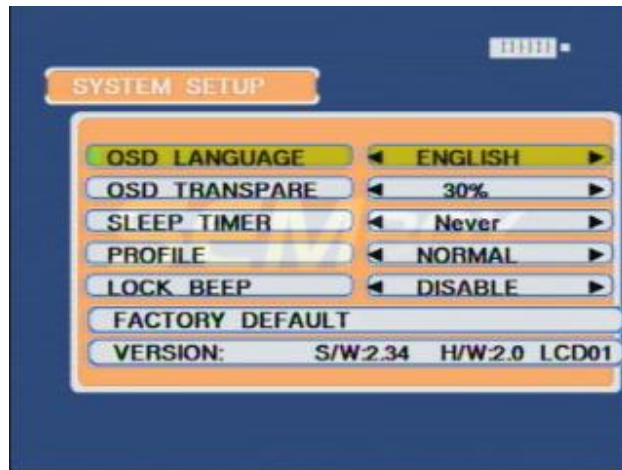 SYSTEM SETUP
OSD LANGUAGE ◄ ENGLISH ►
OSD TRANSPARE ◄ 30% ►
SLEEP TIMER ◄ Never ►
PROFILE ◄ NORMAL ►
LOCK BEEP ◄ DISABLE ►
FACTORY DEFAULT
VERSION: S/W:2.34 H/W:2.0 LCD01